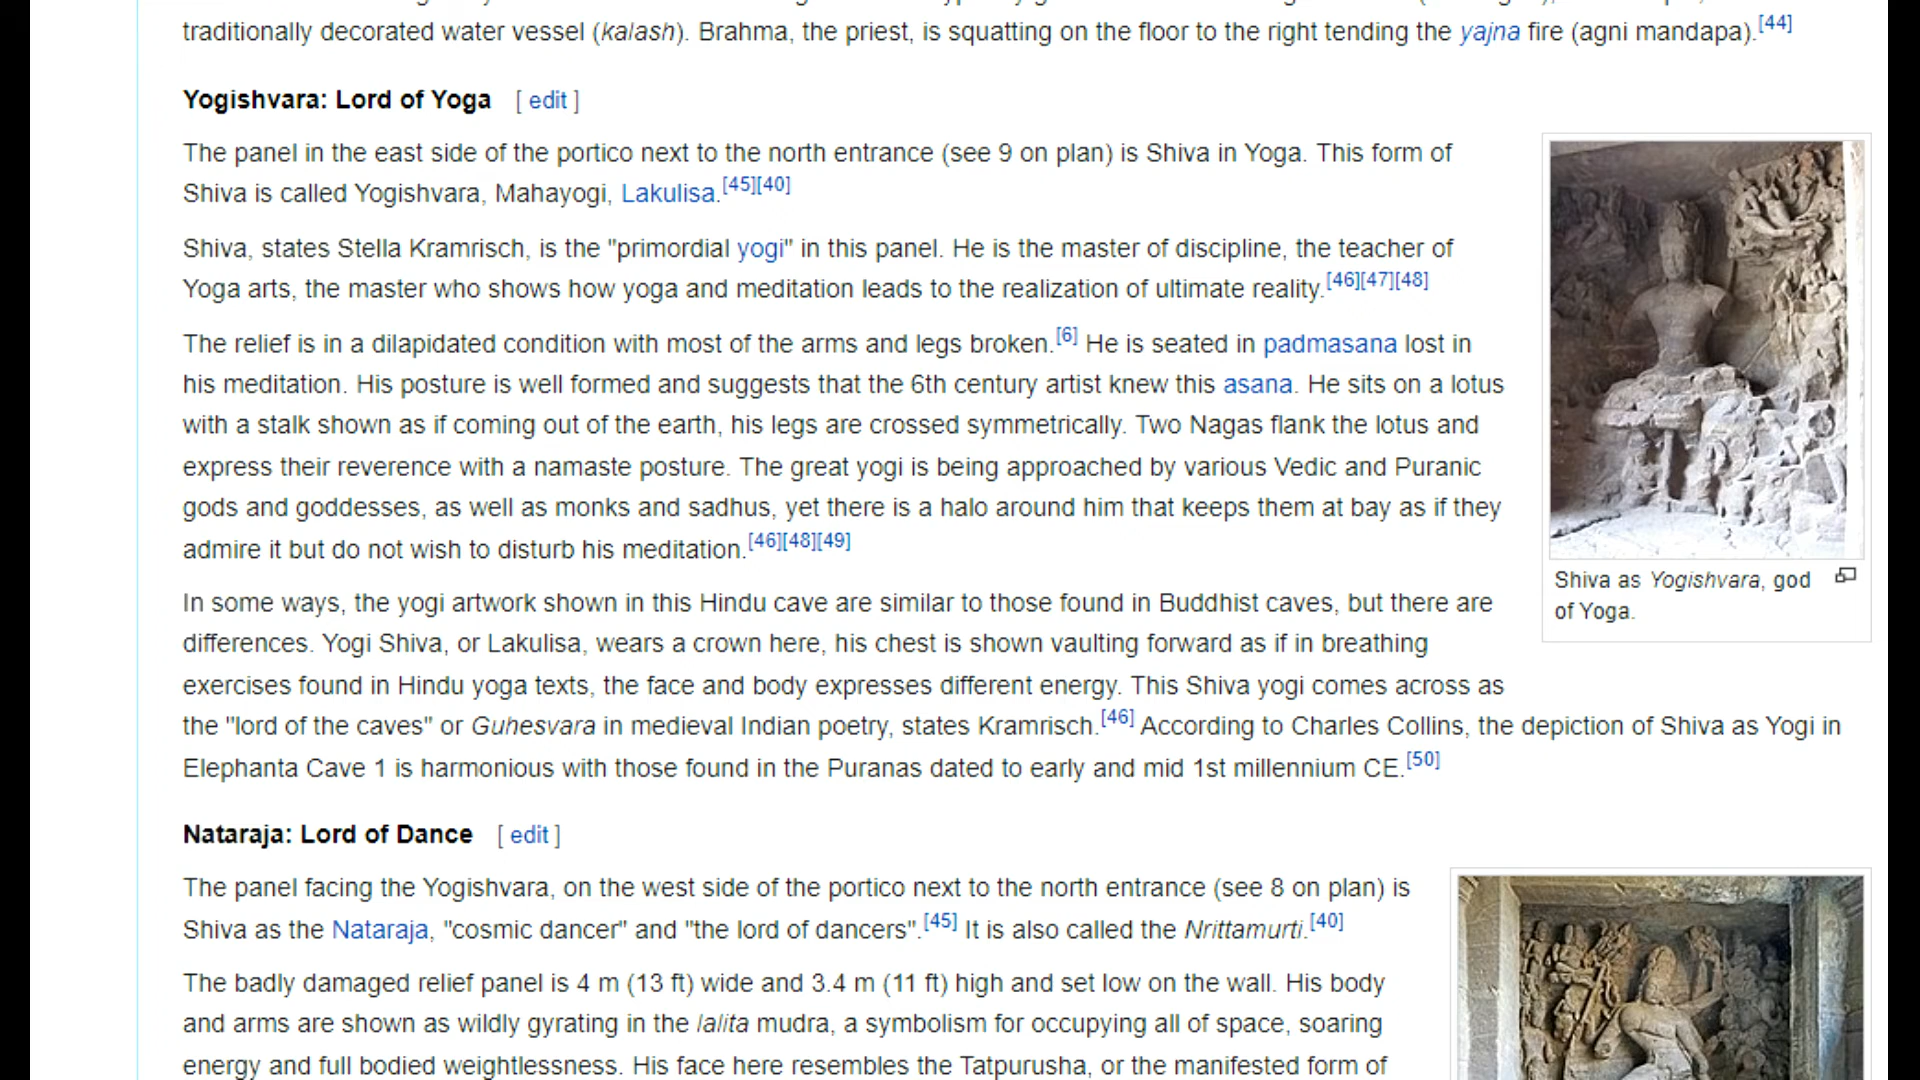 traditionally decorated water vessel (kalash). Brahma, the priest, is squatting on the floor to the right tending the yajna fire (agni mandapa).[44]
Yogishvara: Lord of Yoga [ edit ]
The panel in the east side of the portico next to the north entrance (see 9 on plan) is Shiva in Yoga. This form of
Shiva is called Yogishvara, Mahayogi, Lakulisa.[45][40]
Shiva, states Stella Kramrisch, is the "primordial yogi" in this panel. He is the master of discipline, the teacher of
Yoga arts, the master who shows how yoga and meditation leads to the realization of ultimate reality.[46][47][48]
The relief is in a dilapidated condition with most of the arms and legs broken.[6] He is seated in padmasana lost in
his meditation. His posture is well formed and suggests that the 6th century artist knew this asana. He sits on a lotus
with a stalk shown as if coming out of the earth, his legs are crossed symmetrically. Two Nagas flank the lotus and
express their reverence with a namaste posture. The great yogi is being approached by various Vedic and Puranic
gods and goddesses, as well as monks and sadhus, yet there is a halo around him that keeps them at bay as if they
admire it but do not wish to disturb his meditation.[46][48][49]
Shiva as Yogishvara, god
of Yoga.
In some ways, the yogi artwork shown in this Hindu cave are similar to those found in Buddhist caves, but there are
differences. Yogi Shiva, or Lakulisa, wears a crown here, his chest is shown vaulting forward as if in breathing
exercises found in Hindu yoga texts, the face and body expresses different energy. This Shiva yogi comes across as
the "lord of the caves" or Guhesvara in medieval Indian poetry, states Kramrisch.[46] According to Charles Collins, the depiction of Shiva as Yogi in
Elephanta Cave 1 is harmonious with those found in the Puranas dated to early and mid 1st millennium CE.[50]
Nataraja: Lord of Dance [ edit ]
The panel facing the Yogishvara, on the west side of the portico next to the north entrance (see 8 on plan) is
Shiva as the Nataraja, "cosmic dancer" and "the lord of dancers".[45] It is also called the Nrittamurti.[40]
The badly damaged relief panel is 4 m (13 ft) wide and 3.4 m (11 ft) high and set low on the wall. His body
and arms are shown as wildly gyrating in the lalita mudra, a symbolism for occupying all of space, soaring
energy and full bodied weightlessness. His face here resembles the Tatpurusha, or the manifested form of